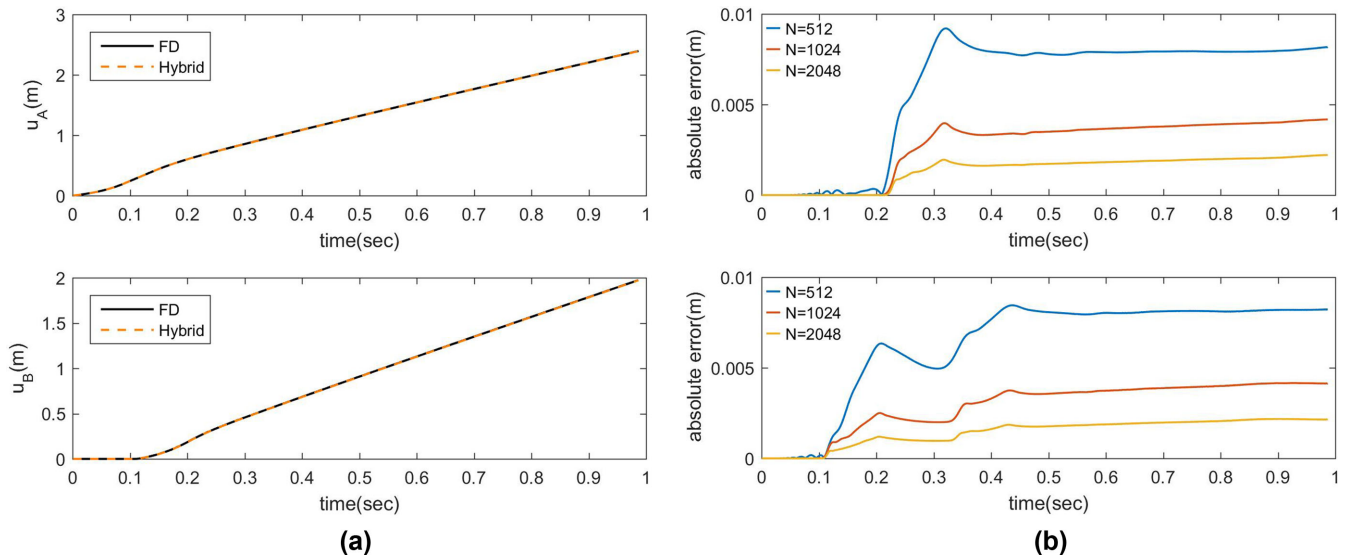 3
2
1
0
u_A(m)
FD
Hybrid
0 0.1 0.2 0.3 0.4 0.5 0.6 0.7 0.8 0.9 1
time(sec)
2
1.5
1
0.5
0
u_B(m)
FD
Hybrid
0 0.1 0.2 0.3 0.4 0.5 0.6 0.7 0.8 0.9 1
time(sec)
(a)
0.01
0.005
0
absolute error(m)
N=512
N=1024
N=2048
0 0.1 0.2 0.3 0.4 0.5 0.6 0.7 0.8 0.9 1
time(sec)
0.01
0.005
0
absolute error(m)
N=512
N=1024
N=2048
0 0.1 0.2 0.3 0.4 0.5 0.6 0.7 0.8 0.9 1
time(sec)
(b)